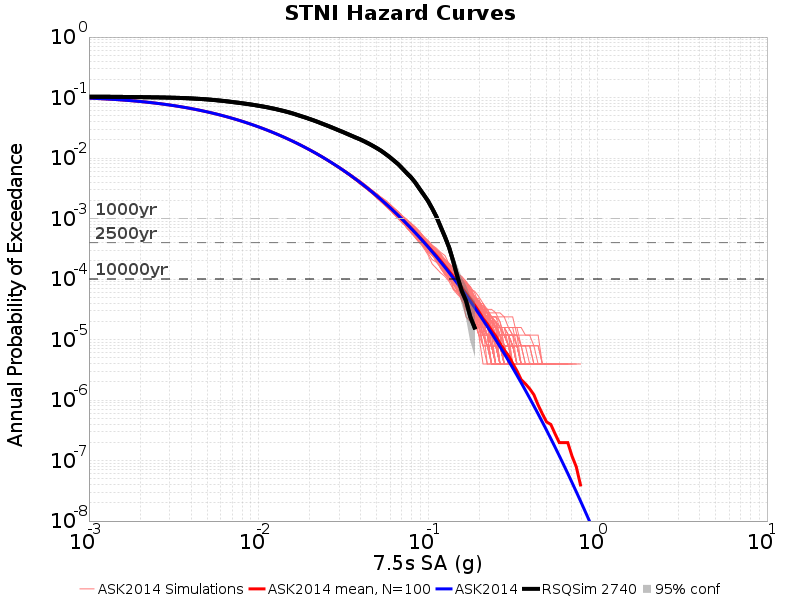 STNI Hazard Curves
Annual Probability of Exceedance
10^0
10^-1
10^-2
10^-3
10^-4
10^-5
10^-6
10^-7
10^-8
1000yr
2500yr
10000yr
10^-3 10^-2 10^-1 10^0 10^1
7.5s SA (g)
ASK2014 Simulations ASK2014 mean, N=100 ASK2014 RSQSim 2740 95% conf